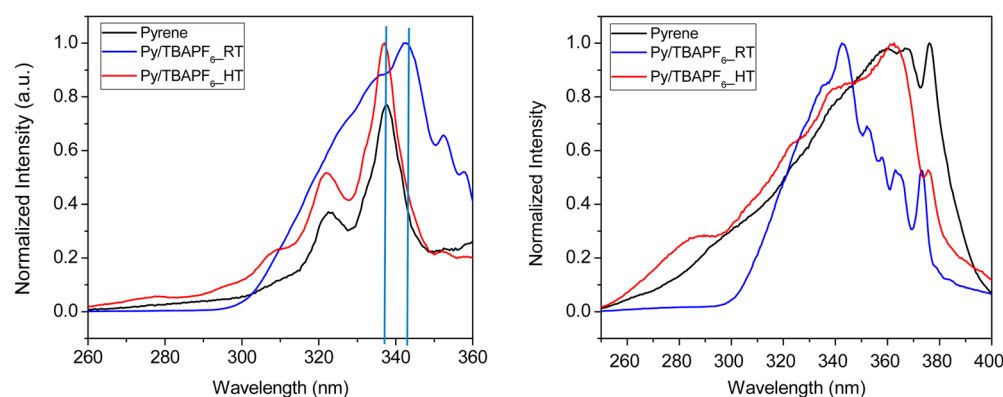 Pyrene
Py/TBAPF6_RT
Py/TBAPF6_HT
Normalized Intensity (a.u.)
1.0
0.8
0.6
0.4
0.2
0.0
260 280 300 320 340 360
Wavelength (nm)
Pyrene
Py/TBAPF6_RT
Py/TBAPF6_HT
Normalized Intensity
1.0
0.8
0.6
0.4
0.2
0.0
260 280 300 320 340 360 380 400
Wavelength (nm)